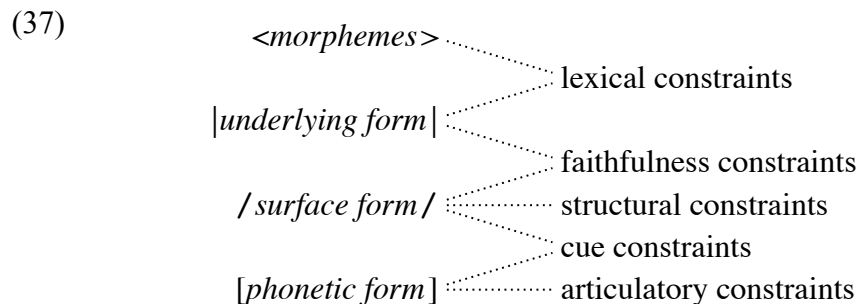 (37)
<morphemes>
lexical constraints
|underlying form|
faithfulness constraints
/surface form/
structural constraints
cue constraints
[phonetic form]
articulatory constraints